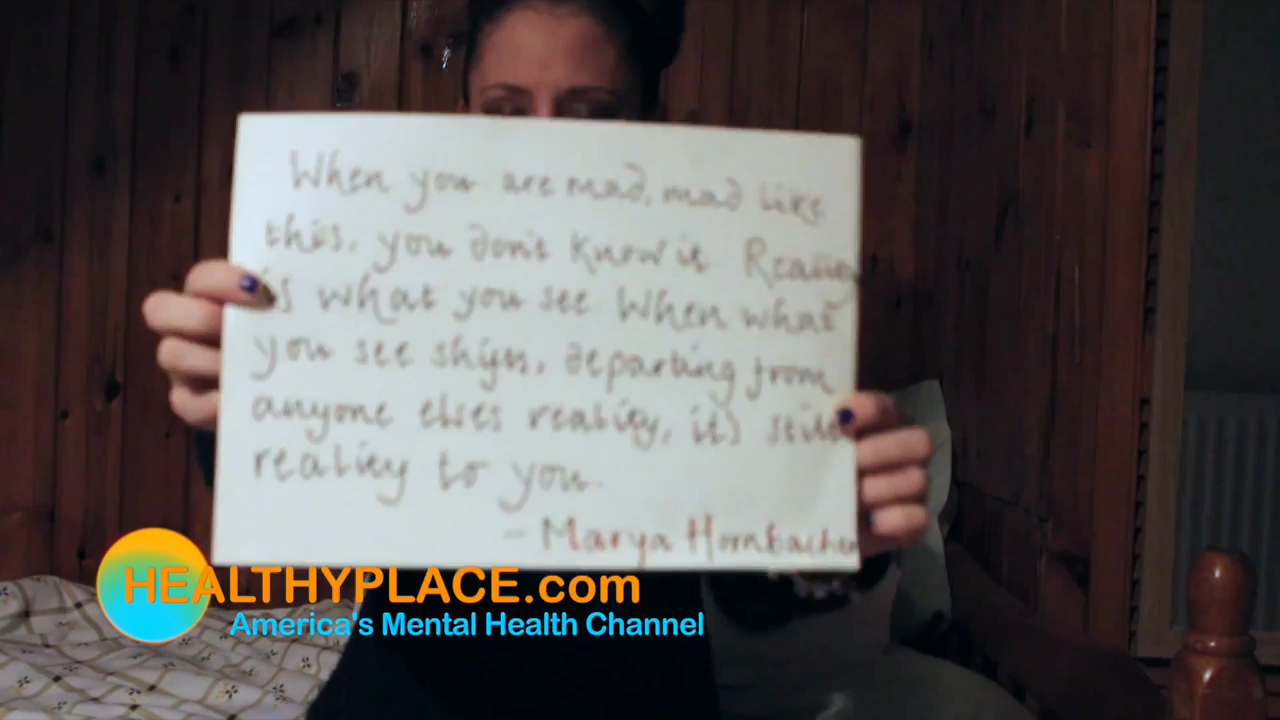 When you are mad, mad like
this, you don't know it Reality
is what you see When what
you see shifts, departing from
anyone elses reality, it's still
reality to you.
- Marya Hornbacher
HEALTHYPLACE.com
America's Mental Health Channel